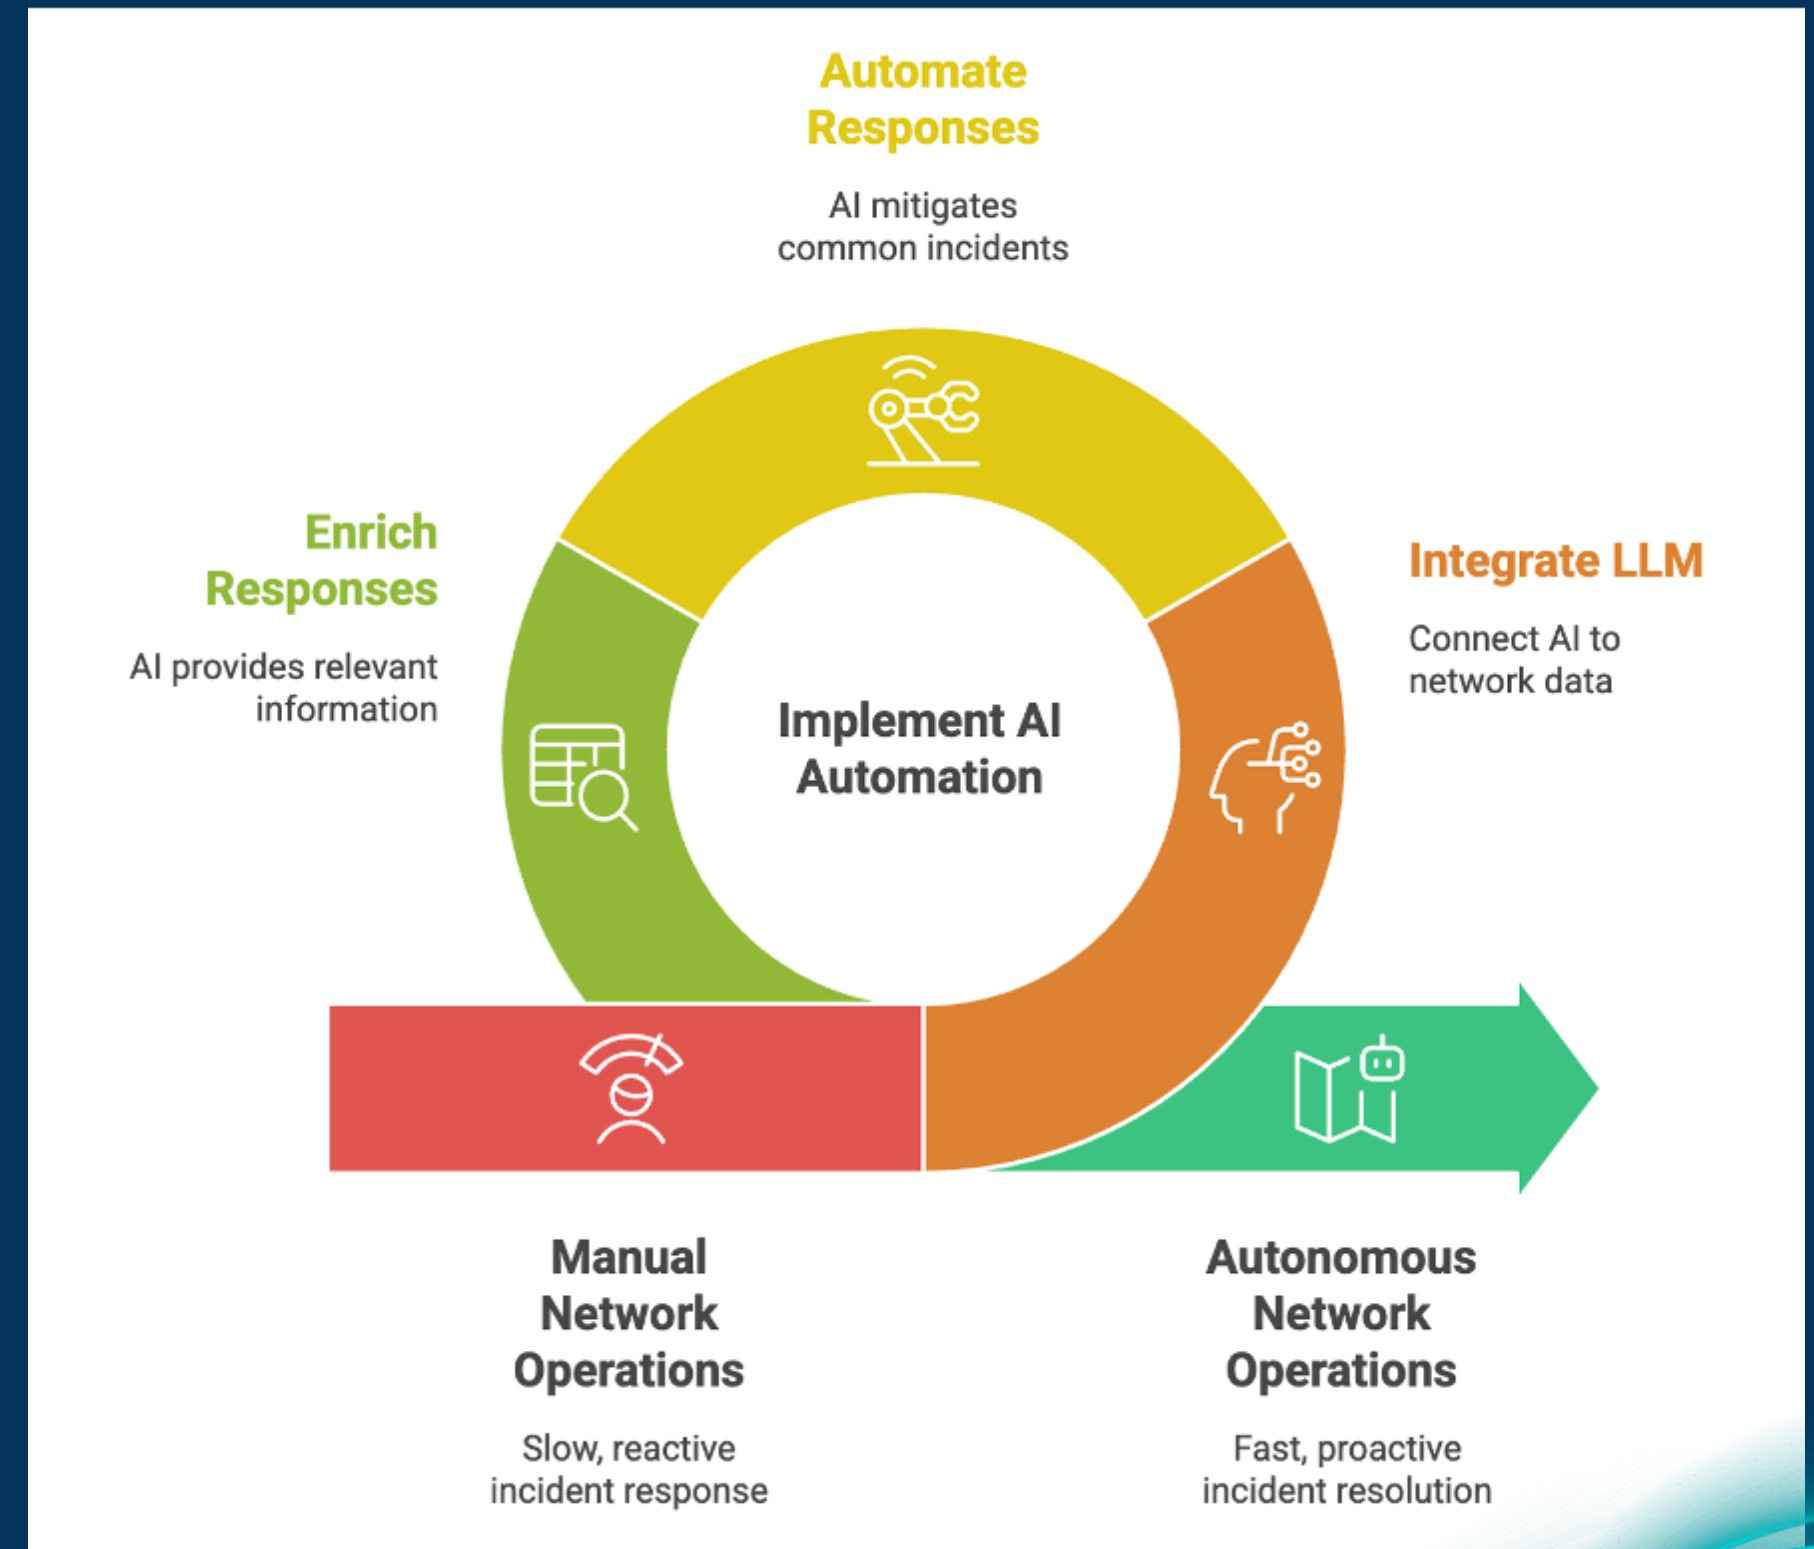 Automate
Responses
AI mitigates
common incidents
Enrich
Responses
AI provides relevant
information
Integrate LLM
Connect AI to
network data
Implement AI
Automation
Manual
Network
Operations
Slow, reactive
incident response
Autonomous
Network
Operations
Fast, proactive
incident resolution